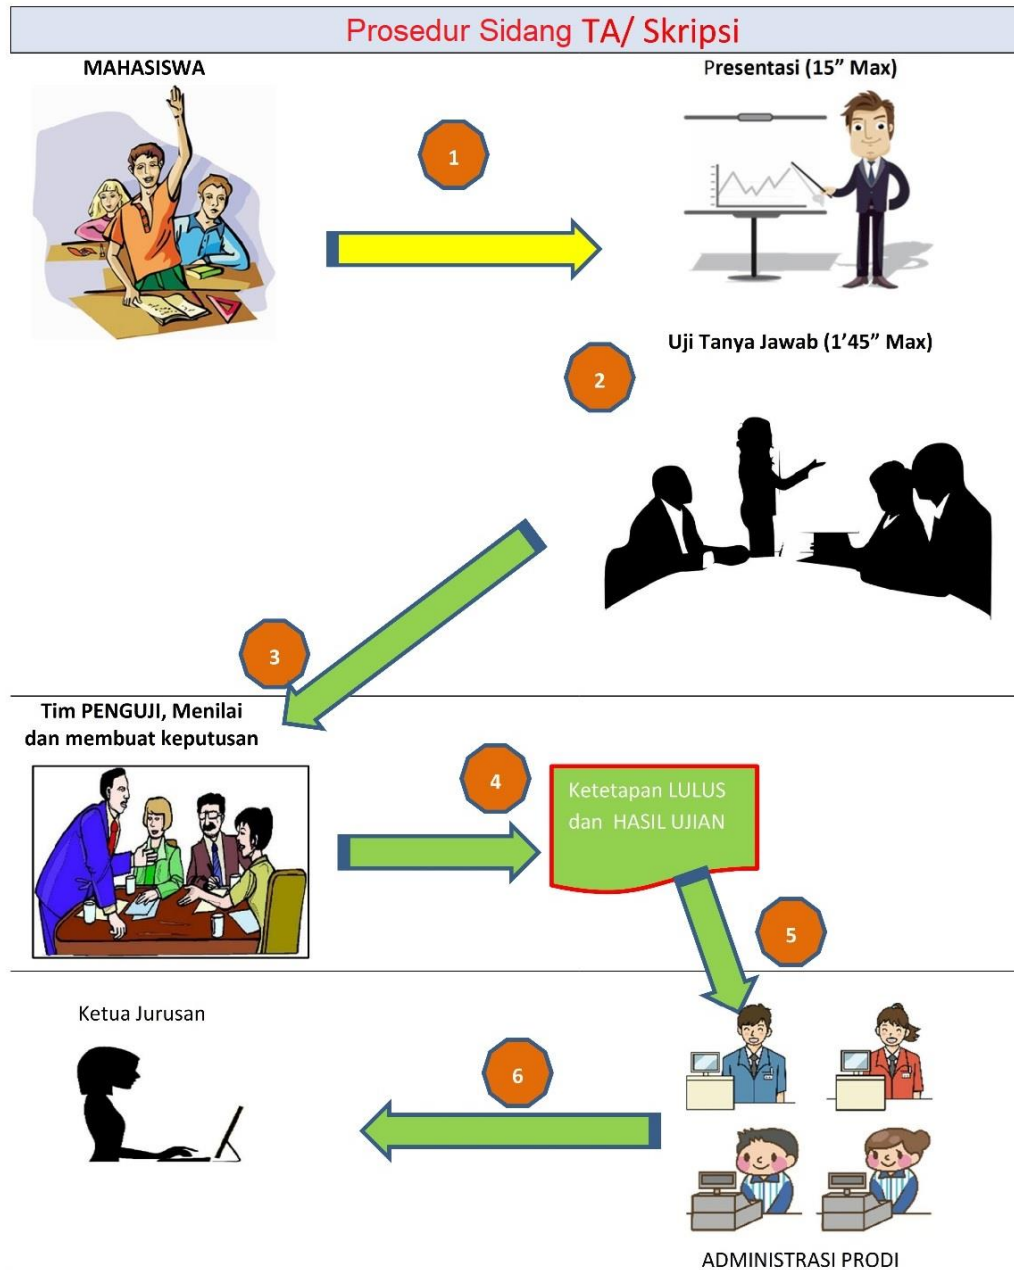 Prosedur Sidang TA/ Skripsi
MAHASISWA
Presentasi (15” Max)
1
Uji Tanya Jawab (1’45” Max)
2
3
Tim PENGUJI, Menilai
dan membuat keputusan
4
Ketetapan LULUS
dan HASIL UJIAN
5
Ketua Jurusan
6
ADMINISTRASI PRODI